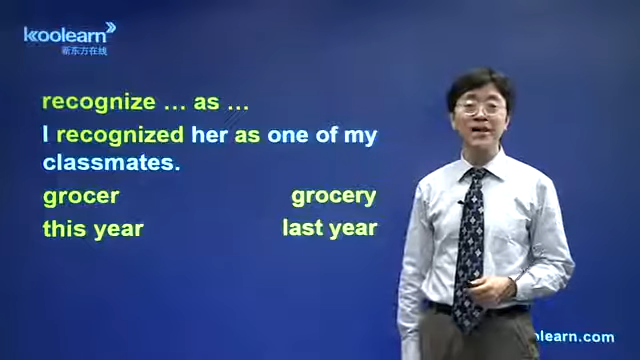 koolearn
新东方在线
recognize … as …
I recognized her as one of my
classmates.
grocer grocery
this year last year
olearn.com